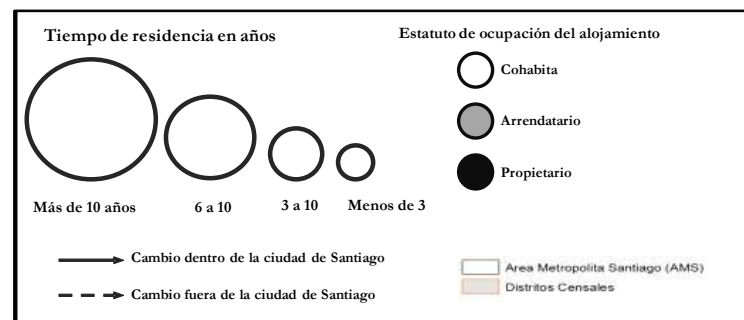 Tiempo de residencia en años
Más de 10 años
6 a 10
3 a 10
Menos de 3
Estatuto de ocupación del alojamiento
Cohabita
Arrendatario
Propietario
Cambio dentro de la ciudad de Santiago
Cambio fuera de la ciudad de Santiago
Area Metropolita Santiago (AMS)
Distritos Censales